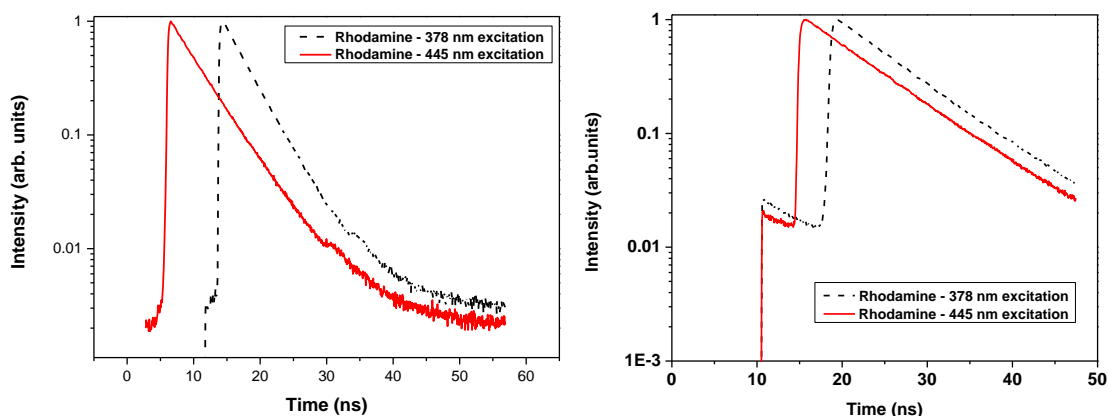 Rhodamine - 378 nm excitation
Rhodamine - 445 nm excitation
1
0.1
0.01
Intensity (arb. units)
0 10 20 30 40 50 60
Time (ns)
1
0.1
0.01
1E-3
Intensity (arb.units)
Rhodamine - 378 nm excitation
Rhodamine - 445 nm excitation
0 10 20 30 40 50
Time (ns)